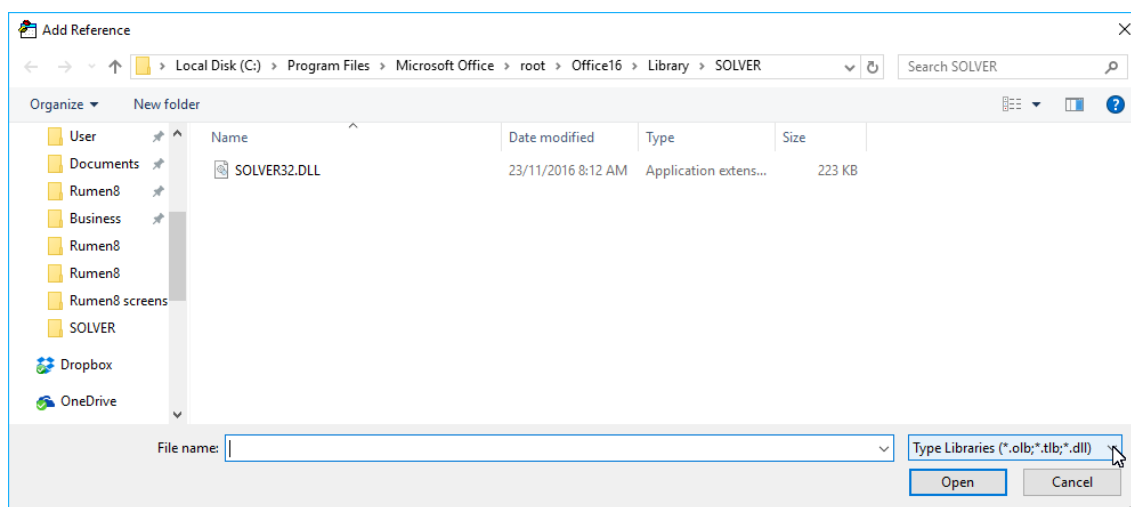 Add Reference
Local Disk (C:) > Program Files > Microsoft Office > root > Office16 > Library > SOLVER
Search SOLVER
Organize
New folder
User
Documents
Rumen8
Business
Rumen8
Rumen8
Rumen8 screens
SOLVER
Dropbox
OneDrive
Name
Date modified
Type
Size
SOLVER32.DLL
23/11/2016 8:12 AM
Application extens...
223 KB
File name:
Type Libraries (*.olb;*.tlb;*.dll)
Open
Cancel